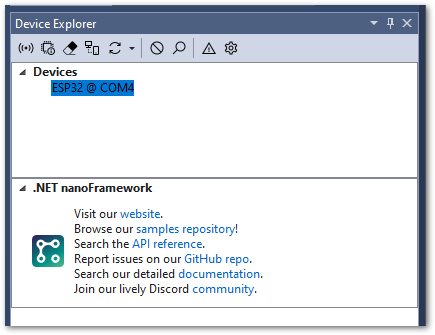 Device Explorer
Devices
ESP32 @ COM4
.NET nanoFramework
Visit our website.
Browse our samples repository!
Search the API reference.
Report issues on our GitHub repo.
Search our detailed documentation.
Join our lively Discord community.